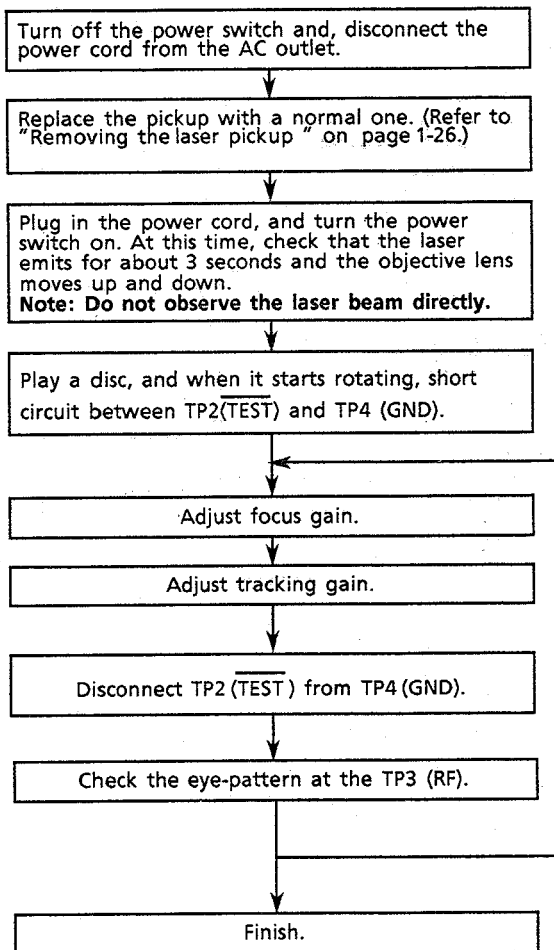 Turn off the power switch and, disconnect the
power cord from the AC outlet.
Replace the pickup with a normal one. (Refer to
"Removing the laser pickup " on page 1-26.)
Plug in the power cord, and turn the power
switch on. At this time, check that the laser
emits for about 3 seconds and the objective lens
moves up and down.
Note: Do not observe the laser beam directly.
Play a disc, and when it starts rotating, short
circuit between TP2(T̅E̅S̅T̅) and TP4 (GND).
Adjust focus gain.
Adjust tracking gain.
Disconnect TP2 (T̅E̅S̅T̅ ) from TP4 (GND).
Check the eye-pattern at the TP3 (RF).
Finish.